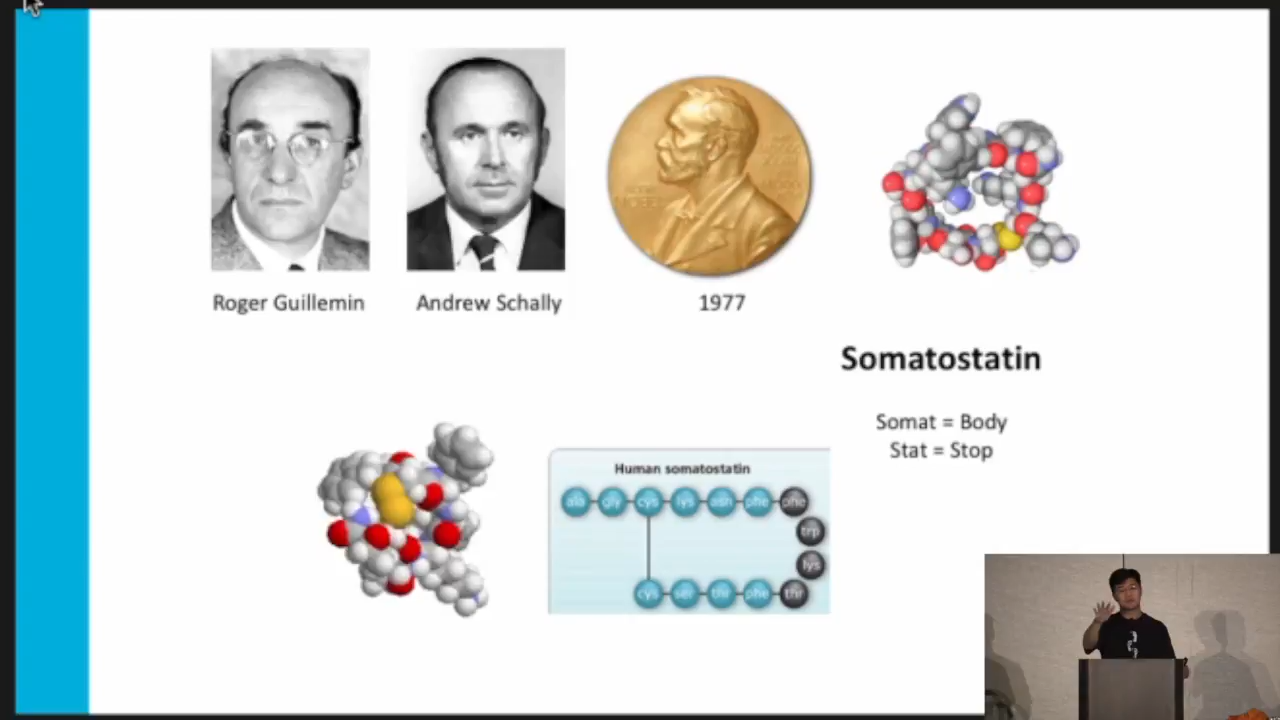 Roger Guillemin
Andrew Schally
1977
Somatostatin
Somat = Body
Stat = Stop
Human somatostatin
ala gly cys lys asn phe phe
trp
lys
cys ser thr phe thr